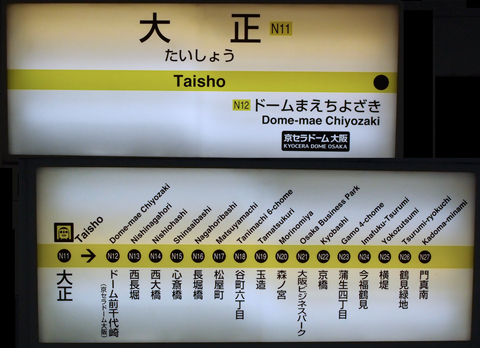 大正 N11
たいしょう
Taisho
N12 ドームまえちよざき
Dome-mae Chiyozaki
京セラドーム 大阪
KYOCERA DOME OSAKA
Taisho
Dome-mae Chiyozaki
Nishinagahori
Nishiohashi
Shinsaibashi
Nagahoribashi
Matsuyamachi
Tanimachi 6-chome
Tamatsukuri
Morinomiya
Osaka Business Park
Kyobashi
Gamo 4-chome
Imafuku-Tsurumi
Yokozutsumi
Tsurumi-ryokuchi
Kadomaminami
N11 → N12 N13 N14 N15 N16 N17 N18 N19 N20 N21 N22 N23 N24 N25 N26 N27
大正
ドーム前千代崎
(京セラドーム大阪)
西長堀
西大橋
心斎橋
長堀橋
松屋町
谷町六丁目
玉造
森ノ宮
大阪ビジネスパーク
京橋
蒲生四丁目
今福鶴見
横堤
鶴見緑地
門真南